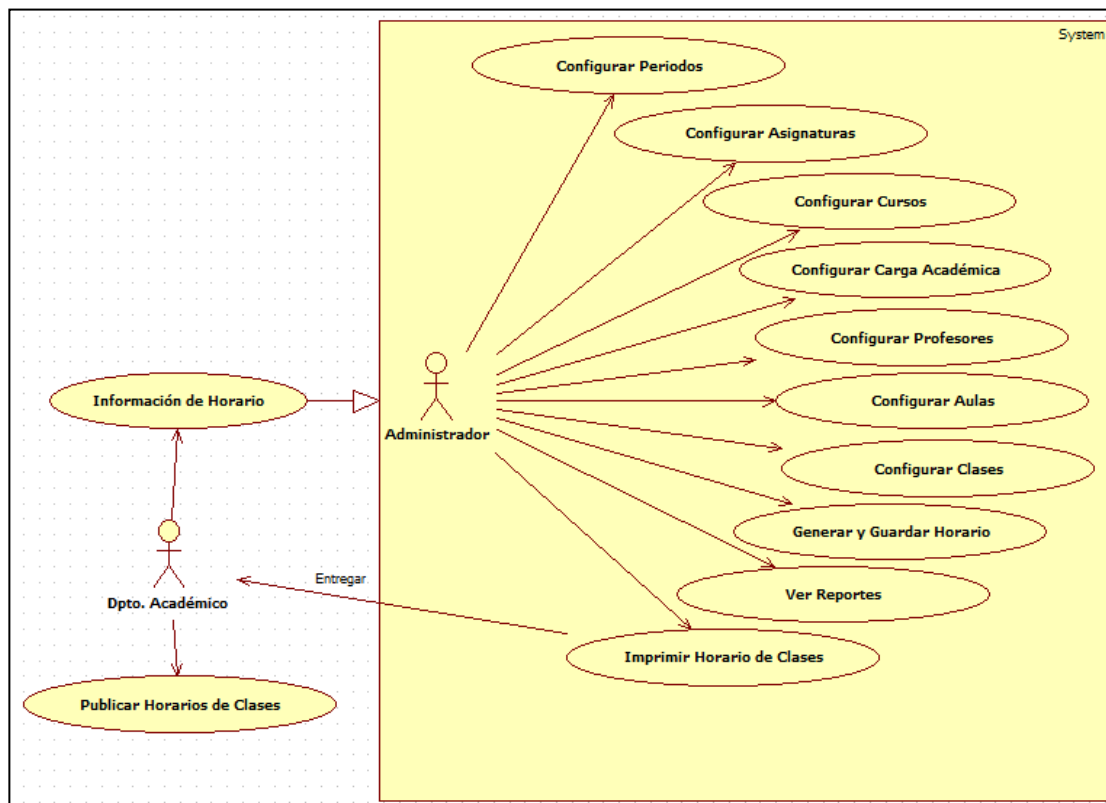 System
Configurar Periodos
Configurar Asignaturas
Configurar Cursos
Configurar Carga Académica
Configurar Profesores
Información de Horario
Configurar Aulas
Administrador
Configurar Clases
Generar y Guardar Horario
Entregar
Ver Reportes
Dpto. Académico
Imprimir Horario de Clases
Publicar Horarios de Clases